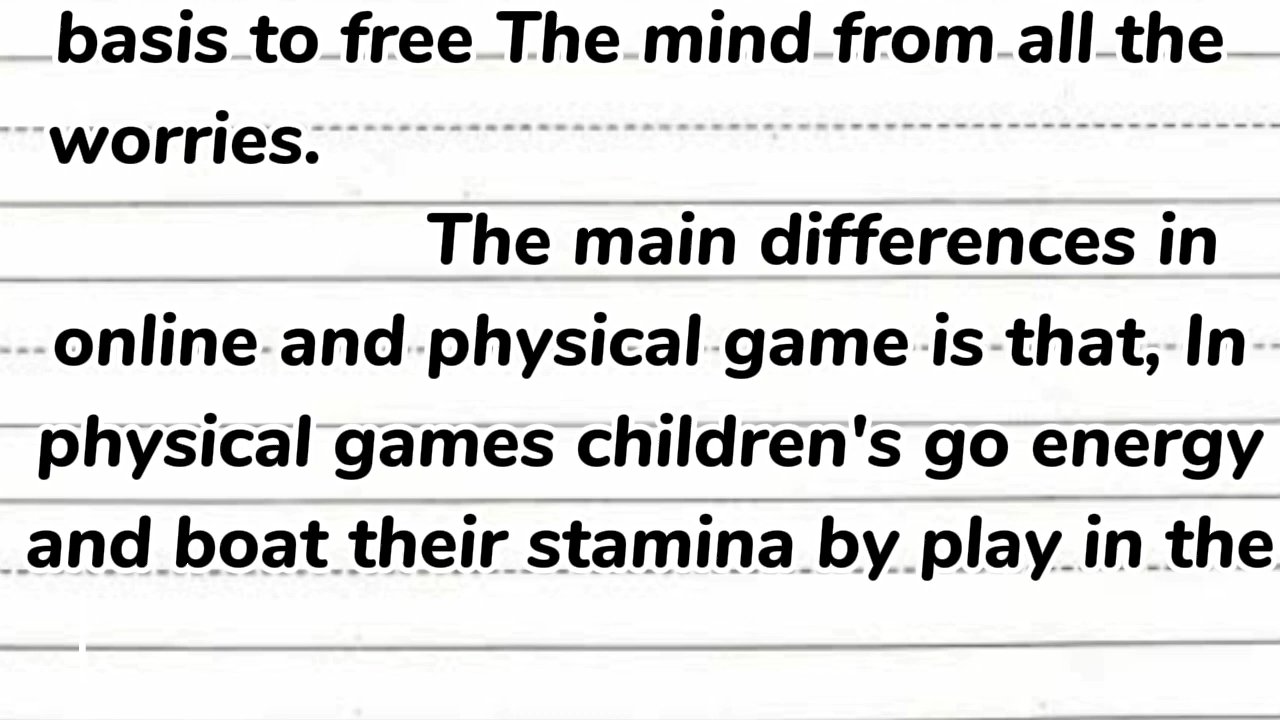 basis to free The mind from all the
worries.
The main differences in
online and physical game is that, In
physical games children's go energy
and boat their stamina by play in the